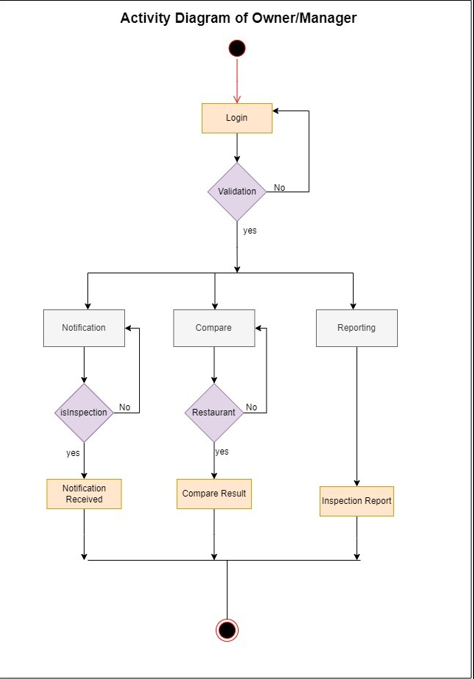 Activity Diagram of Owner/Manager
Login
Validation
No
yes
Notification
Compare
Reporting
isInspection
No
Restaurant
No
yes
yes
Notification
Received
Compare Result
Inspection Report